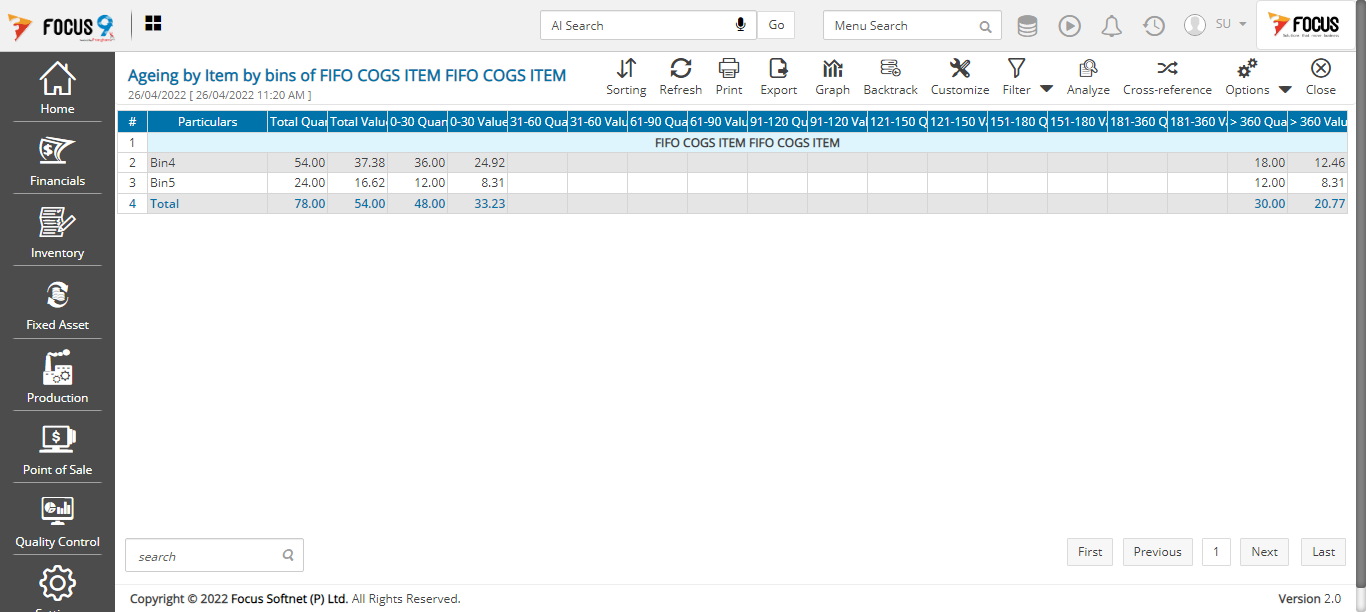 FOCUS 9
AI Search
Go
Menu Search
SU
FOCUS
Home
Financials
Inventory
Fixed Asset
Production
Point of Sale
Quality Control
Ageing by Item by bins of FIFO COGS ITEM FIFO COGS ITEM
26/04/2022 [ 26/04/2022 11:20 AM ]
Sorting Refresh Print Export Graph Backtrack Customize Filter Analyze Cross-reference Options Close
# Particulars Total Quan Total Value 0-30 Quan 0-30 Value 31-60 Qua 31-60 Valu 61-90 Qua 61-90 Valu 91-120 Qu 91-120 Val 121-150 Q 121-150 V 151-180 Q 151-180 V 181-360 Q 181-360 V > 360 Qua > 360 Valu
1 FIFO COGS ITEM FIFO COGS ITEM
2 Bin4 54.00 37.38 36.00 24.92 18.00 12.46
3 Bin5 24.00 16.62 12.00 8.31 12.00 8.31
4 Total 78.00 54.00 48.00 33.23 30.00 20.77
search
First Previous 1 Next Last
Copyright © 2022 Focus Softnet (P) Ltd. All Rights Reserved.
Version 2.0